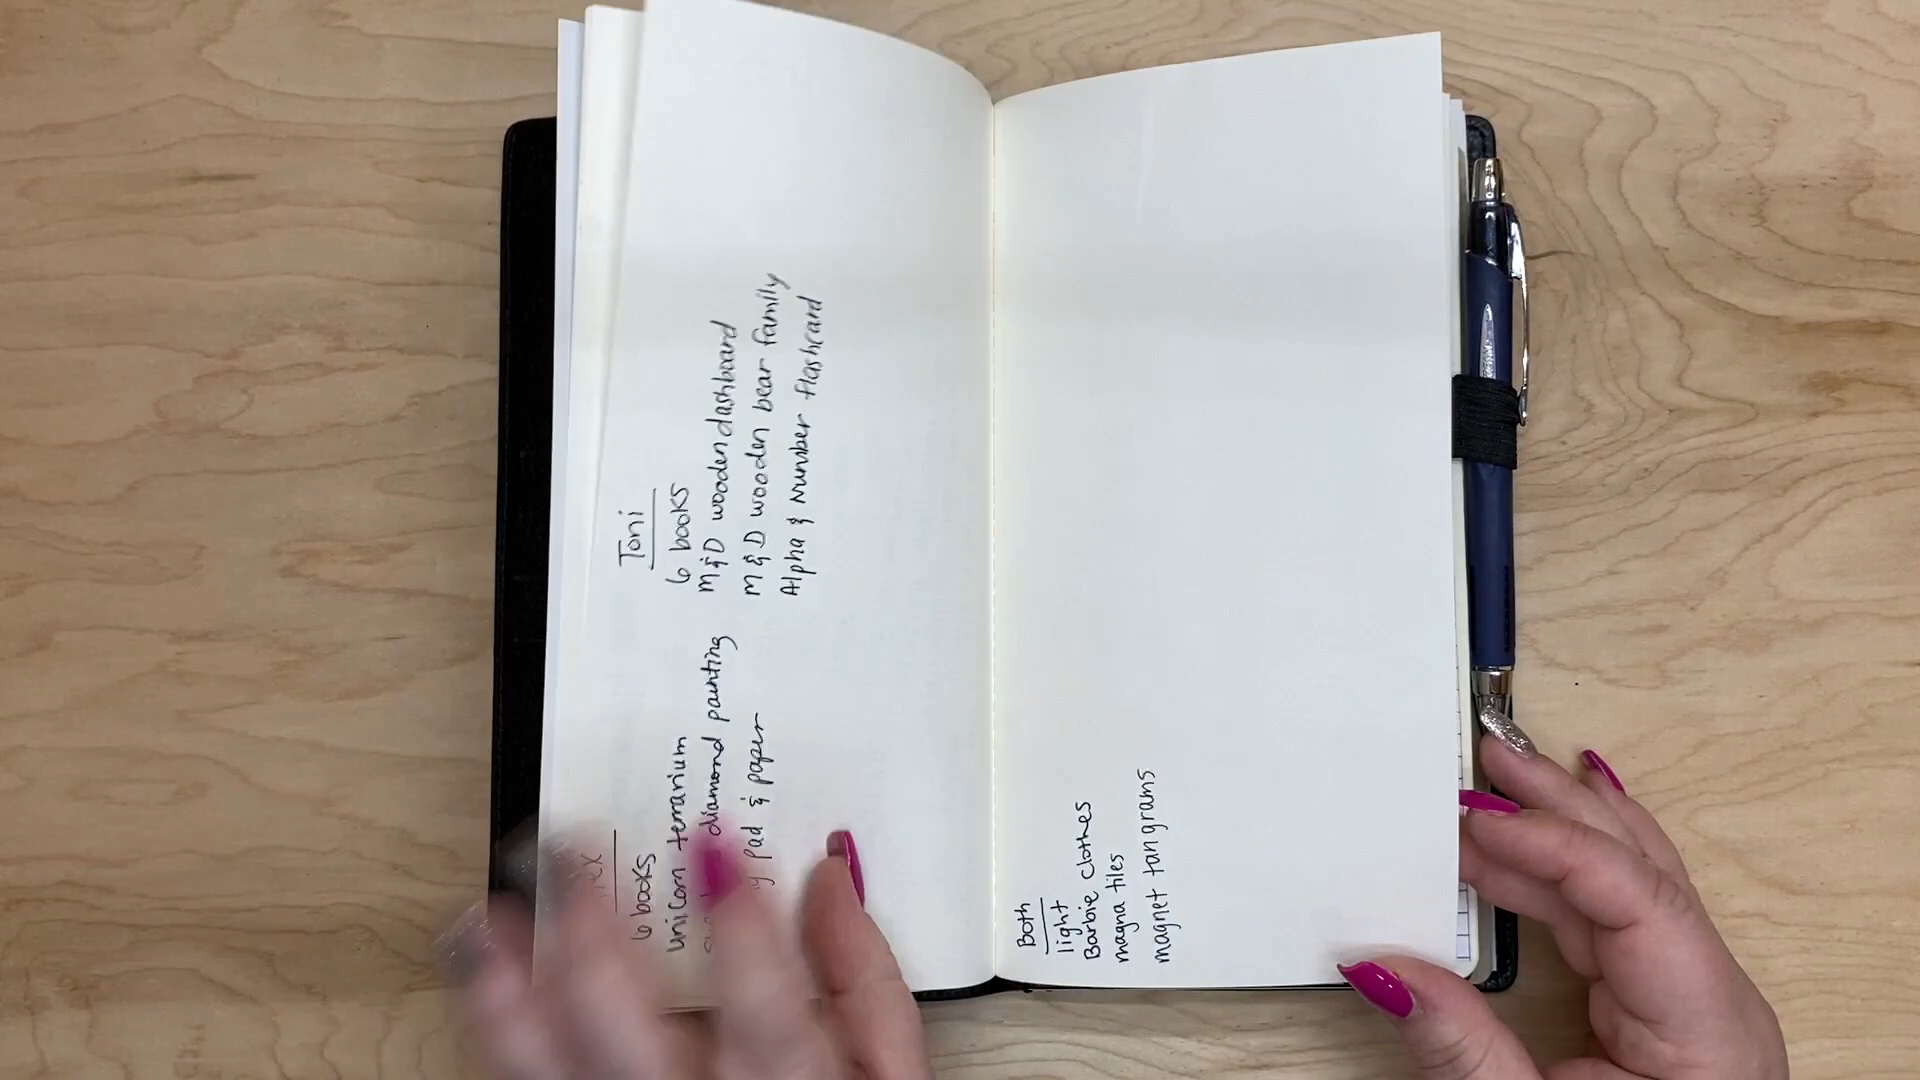 6 books
unicorn terrarium
diamond painting
pad & paper
Toni
6 books
M&D wooden dashboard
M&D wooden bear family
Alpha & Number flashcard
Both
light
Barbie clothes
magna tiles
magnet tangrams